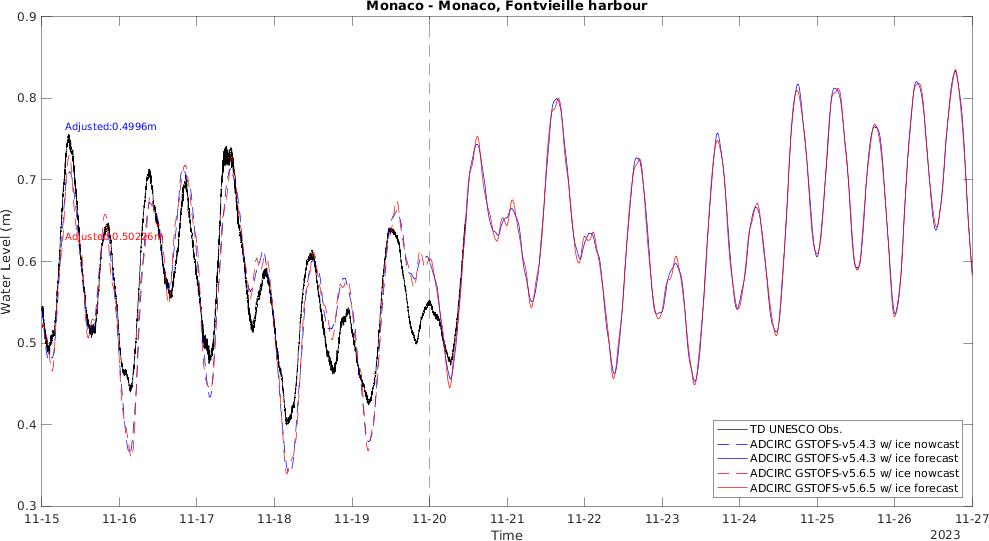 Monaco - Monaco, Fontvieille harbour
0.9
0.8
0.7
0.6
0.5
0.4
0.3
Water Level (m)
Adjusted:0.4996m
Adjusted:0.50226m
11-15
11-16
11-17
11-18
11-19
11-20
11-21
11-22
11-23
11-24
11-25
11-26
11-27
Time
2023
TD UNESCO Obs.
ADCIRC GSTOFS-v5.4.3 w/ ice nowcast
ADCIRC GSTOFS-v5.4.3 w/ ice forecast
ADCIRC GSTOFS-v5.6.5 w/ ice nowcast
ADCIRC GSTOFS-v5.6.5 w/ ice forecast